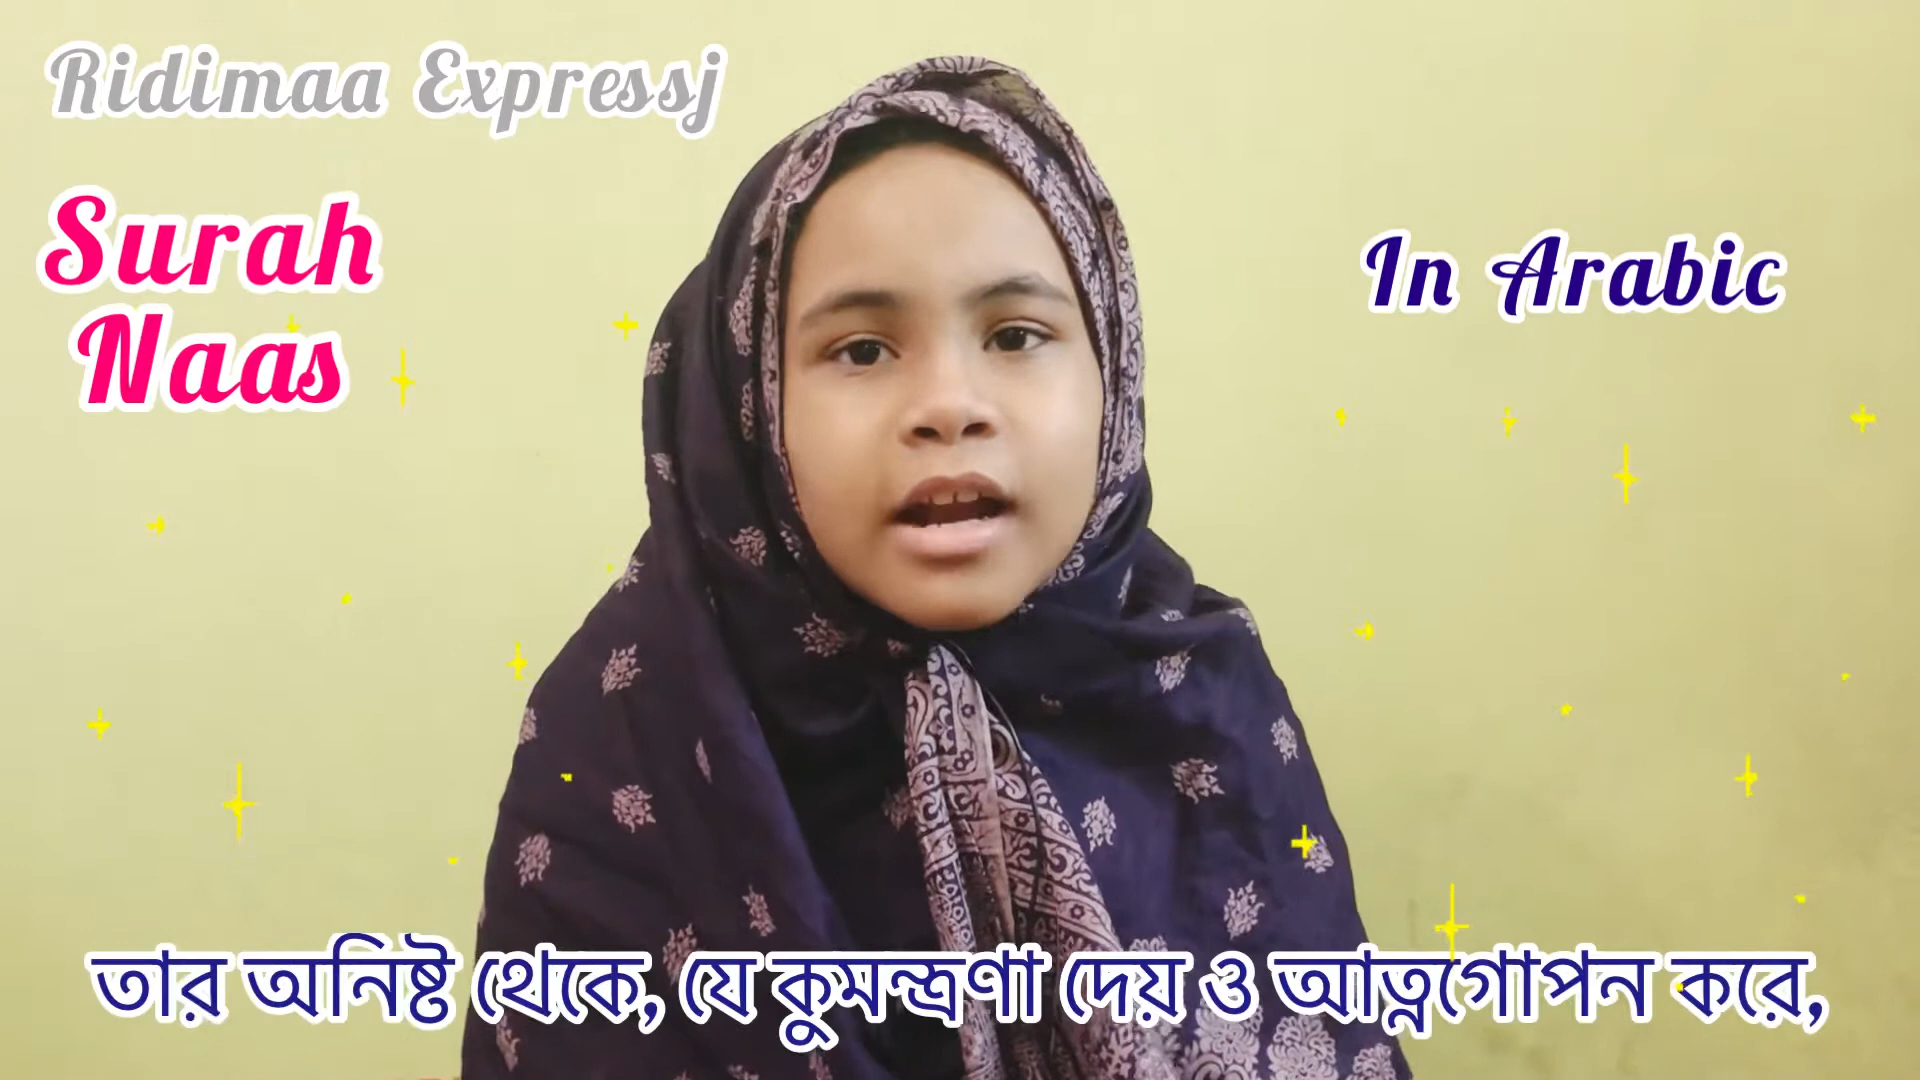 Ridimaa Expressj
Surah
Naas
In Arabic
তার অনিষ্ট থেকে, যে কুমন্ত্রণা দেয় ও আত্নগোপন করে,